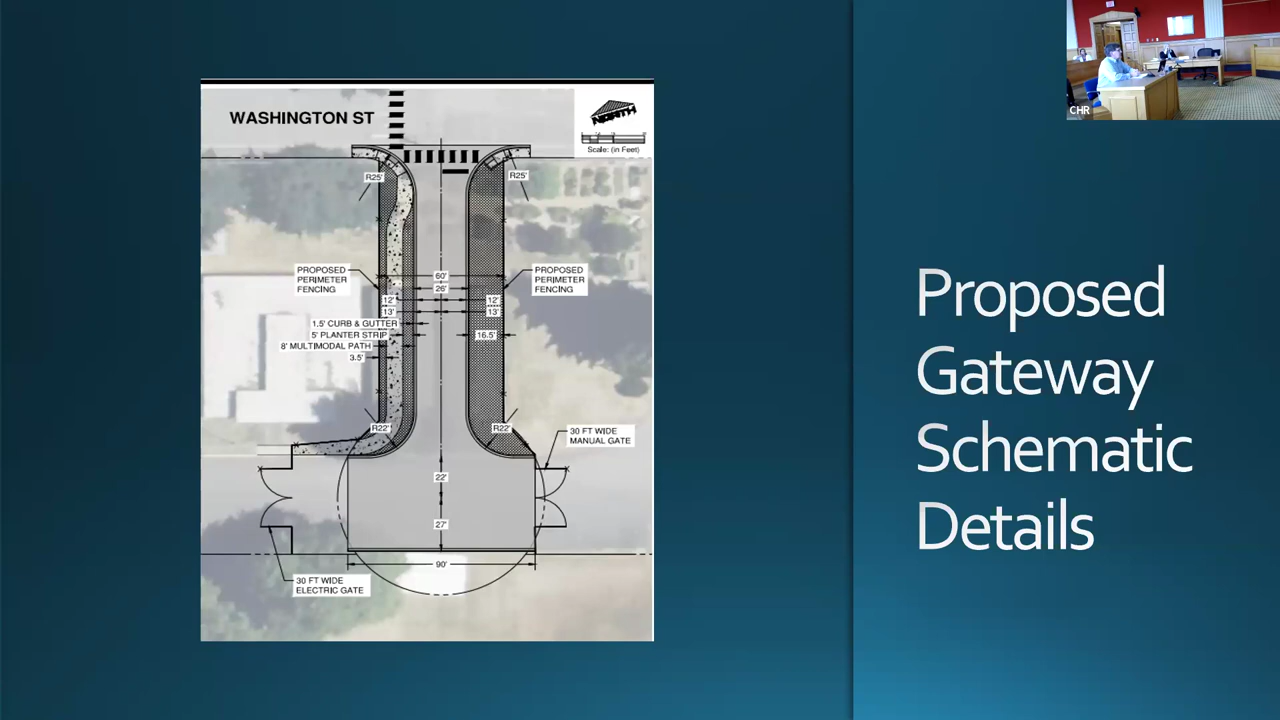 WASHINGTON ST
NORTH
Scale: (in Feet)
R25'
R25'
PROPOSED
PERIMETER
FENCING
PROPOSED
PERIMETER
FENCING
60'
26'
12'
12'
13'
13'
1.5' CURB & GUTTER
5' PLANTER STRIP
16.5'
8' MULTIMODAL PATH
3.5'
R22'
R22'
30 FT WIDE
MANUAL GATE
22'
27'
90'
30 FT WIDE
ELECTRIC GATE
Proposed
Gateway
Schematic
Details
CHR